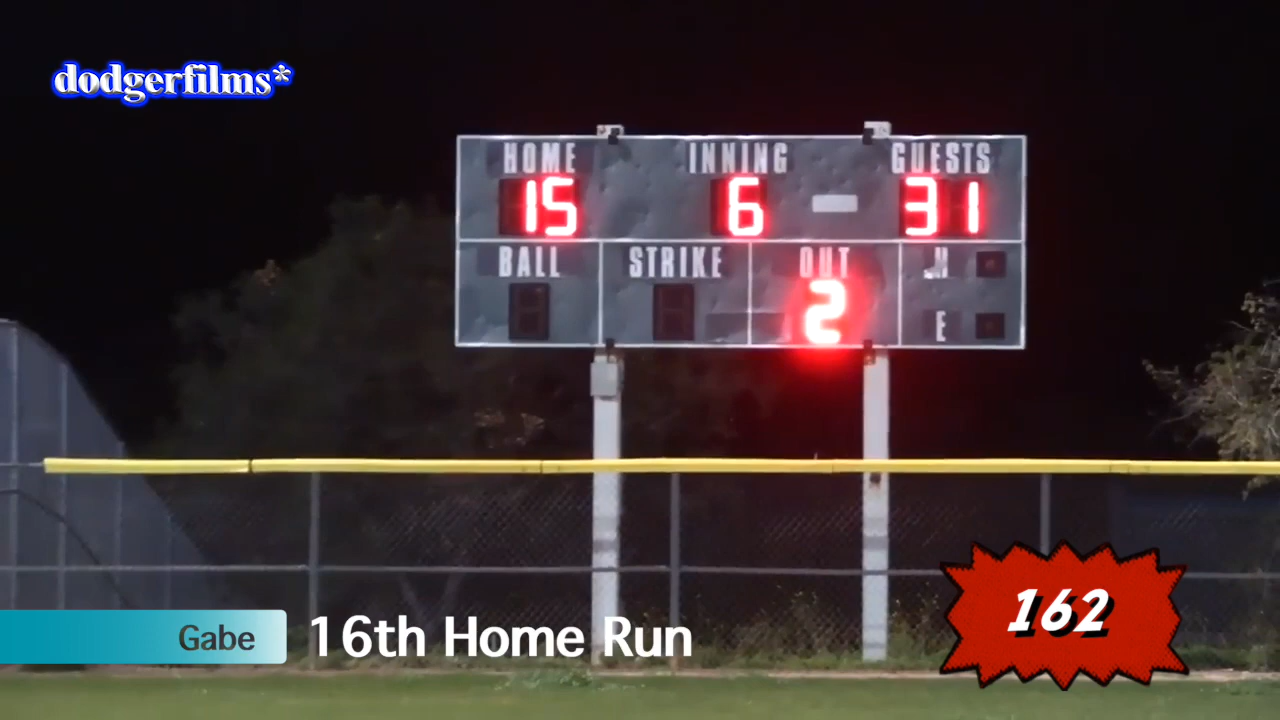 dodgerfilms*
HOME INNING GUESTS
15 6 31
BALL STRIKE OUT H
2
E
Gabe 16th Home Run
162